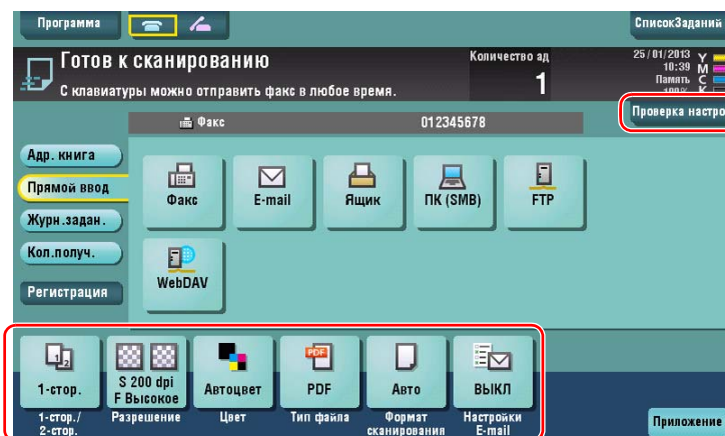 Программа
СписокЗаданий
Готов к сканированию
С клавиатуры можно отправить факс в любое время.
Количество ад
1
25/01/2013
10:39
Память
100%
Y
M
C
K
Проверка настро
Факс 012345678
Адр. книга
Прямой ввод
Журн.задан.
Кол.получ.
Регистрация
Факс
E-mail
Ящик
ПК (SMB)
FTP
WebDAV
1-стор.
S 200 dpi
F Высокое
Автоцвет
PDF
PDF
Авто
ВЫКЛ
1-стор./
2-стор.
Разрешение
Цвет
Тип файла
Формат
сканирования
Настройки
E-mail
Приложение